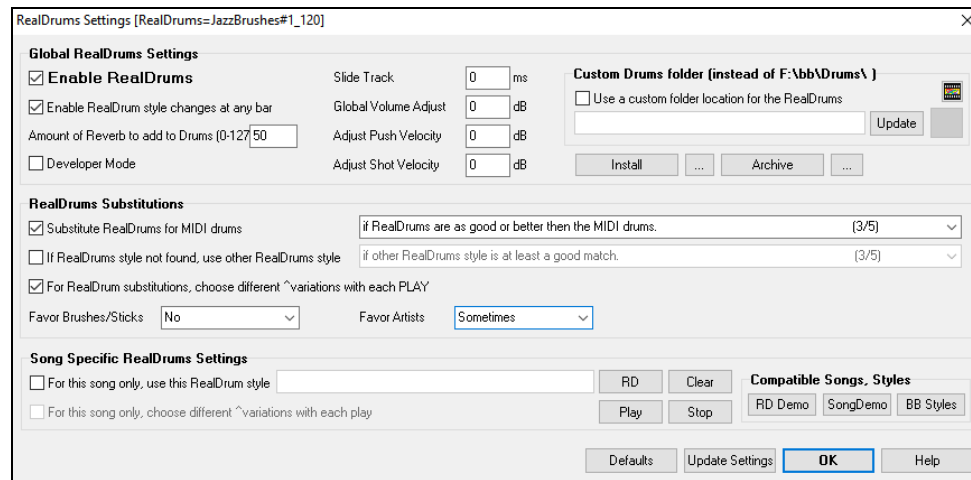 RealDrums Settings [RealDrums=JazzBrushes#1_120]
Global RealDrums Settings
Enable RealDrums
Enable RealDrum style changes at any bar
Amount of Reverb to add to Drums (0-127 50
Developer Mode
Slide Track 0 ms
Global Volume Adjust 0 dB
Adjust Push Velocity 0 dB
Adjust Shot Velocity 0 dB
Custom Drums folder (instead of F:\bb\Drums\ )
Use a custom folder location for the RealDrums
Update
Install ... Archive ...
RealDrums Substitutions
Substitute RealDrums for MIDI drums if RealDrums are as good or better then the MIDI drums. (3/5)
If RealDrums style not found, use other RealDrums style if other RealDrums style is at least a good match. (3/5)
For RealDrum substitutions, choose different ^variations with each PLAY
Favor Brushes/Sticks No Favor Artists Sometimes
Song Specific RealDrums Settings
For this song only, use this RealDrum style RD Clear
For this song only, choose different ^variations with each play Play Stop
Compatible Songs, Styles
RD Demo SongDemo BB Styles
Defaults Update Settings OK Help